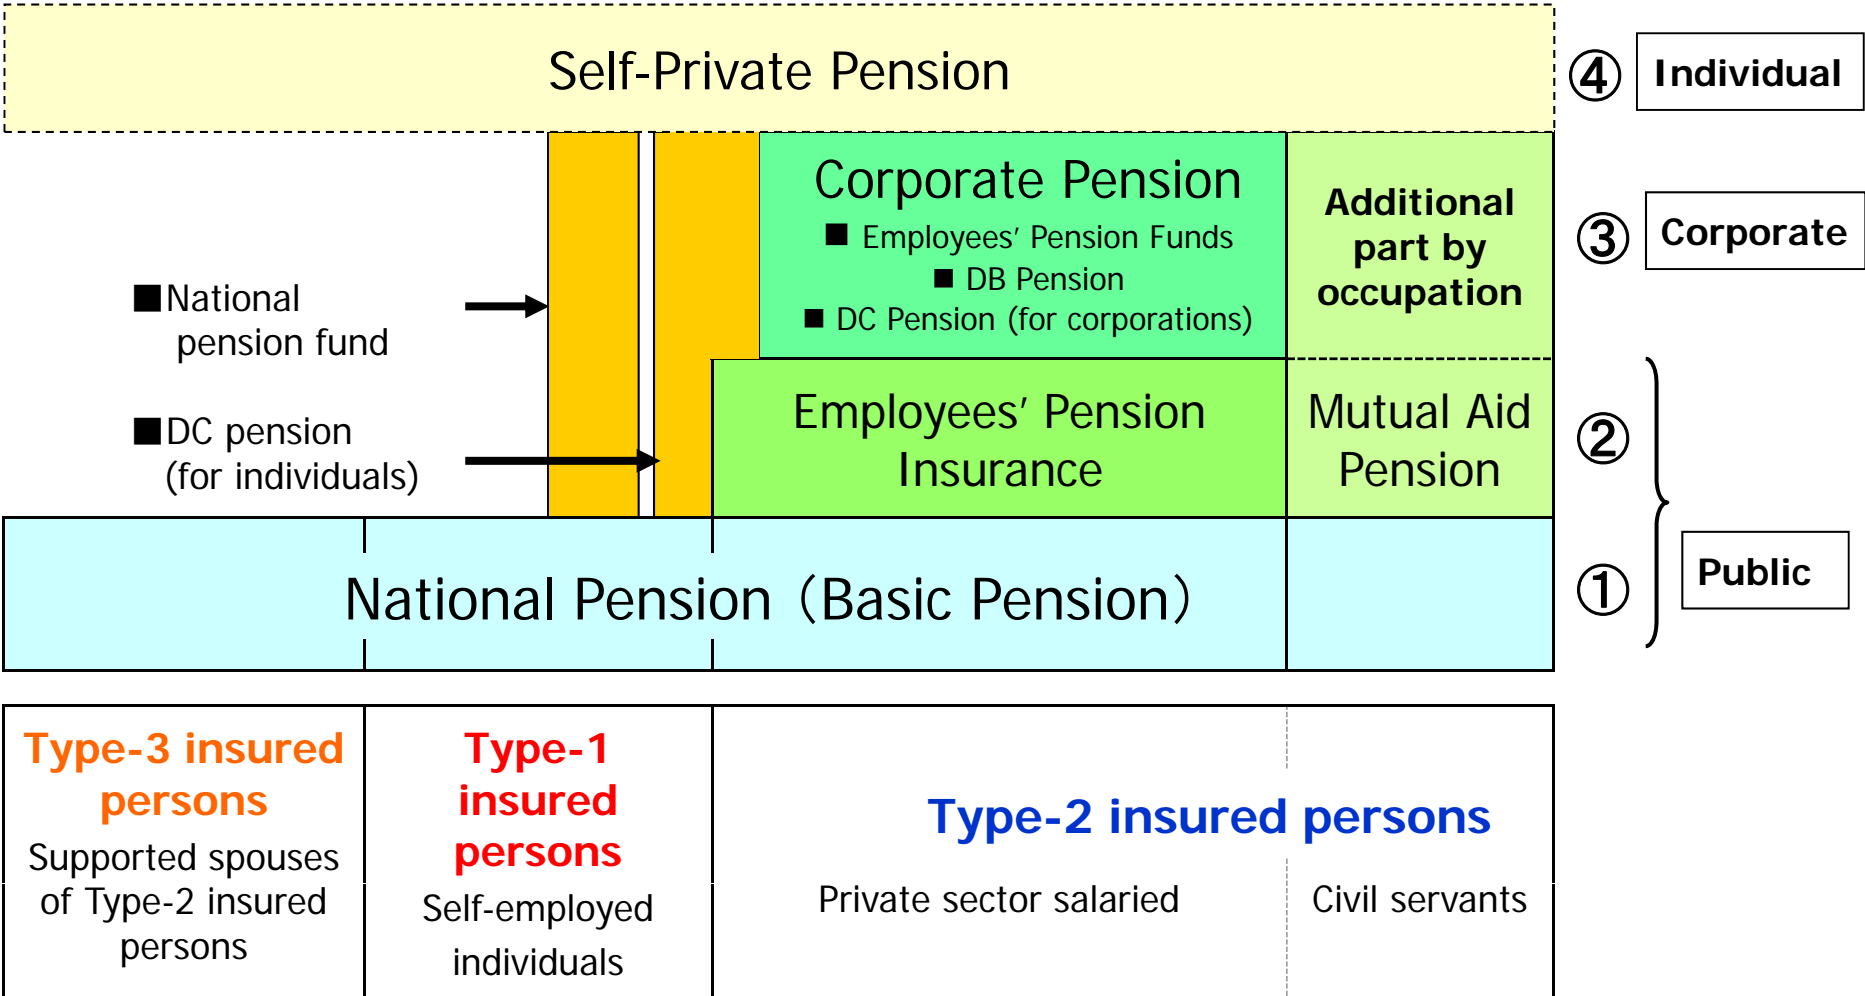 Self-Private Pension
④ Individual
Corporate Pension
■ Employees' Pension Funds
■ DB Pension
■ DC Pension (for corporations)
Additional
part by
occupation
③ Corporate
■National
pension fund
■DC pension
(for individuals)
Employees' Pension
Insurance
Mutual Aid
Pension
②
National Pension（Basic Pension）
①
Public
Type-3 insured
persons
Supported spouses
of Type-2 insured
persons
Type-1
insured
persons
Self-employed
individuals
Type-2 insured persons
Private sector salaried
Civil servants